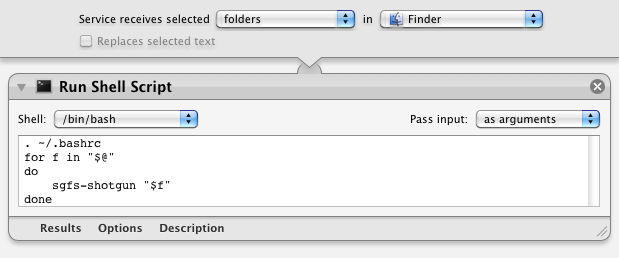 Service receives selected folders in Finder
Replaces selected text
Run Shell Script
Shell: /bin/bash Pass input: as arguments
. ~/.bashrc
for f in "$@"
do
    sgfs-shotgun "$f"
done
Results Options Description